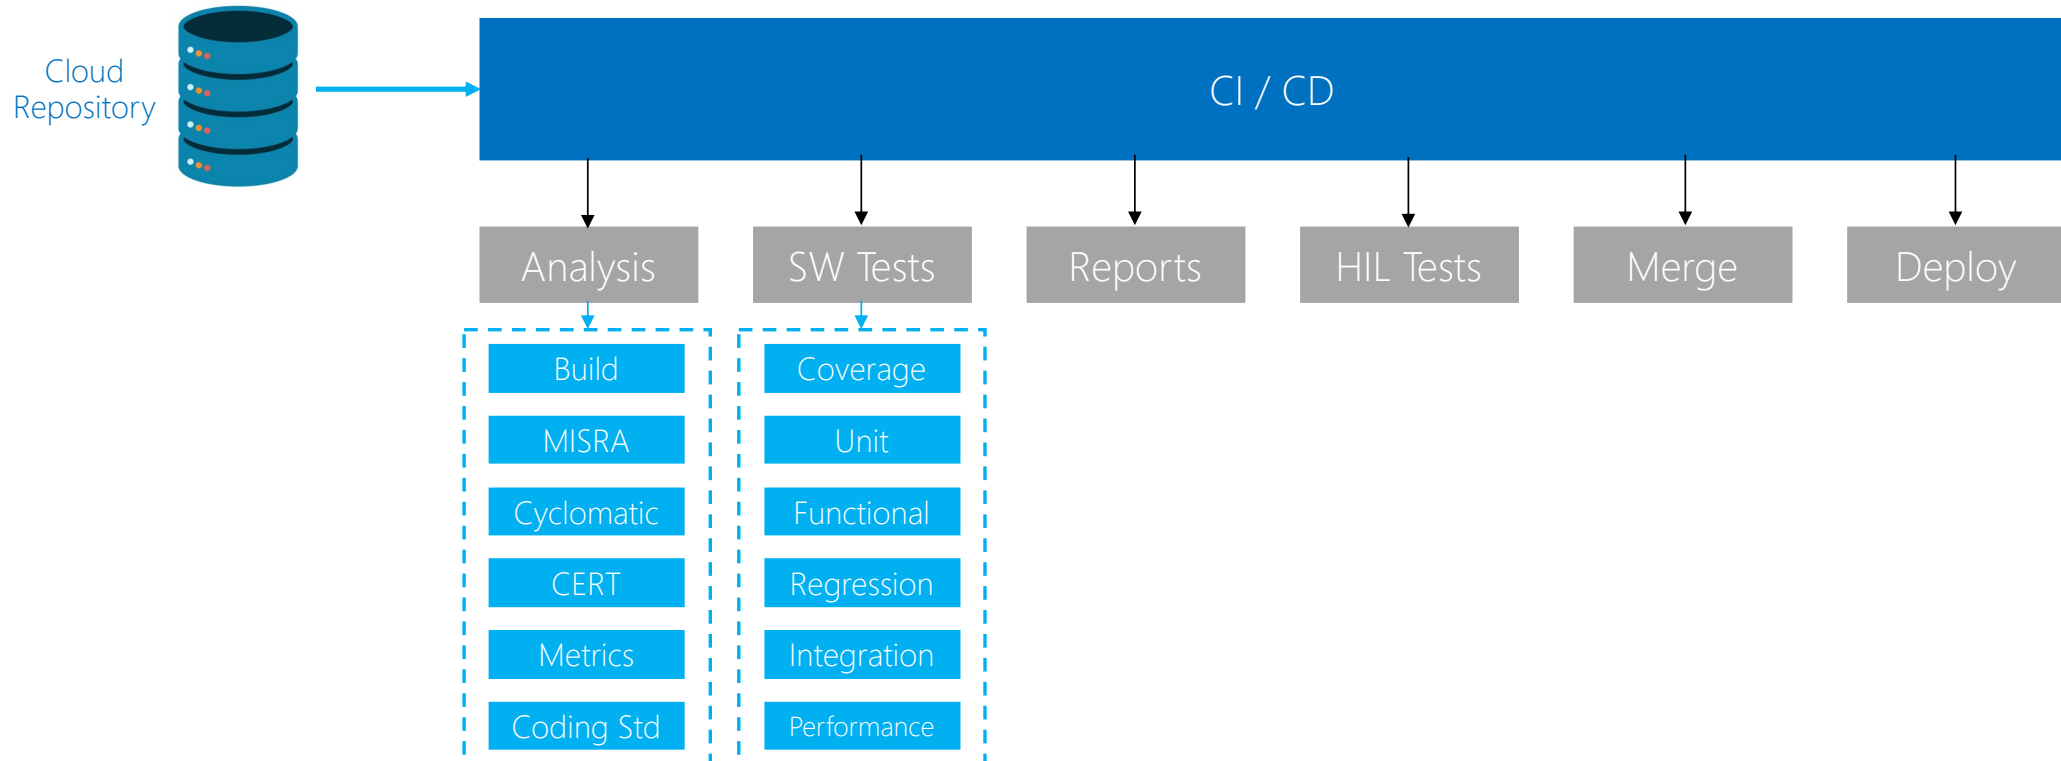 Cloud
Repository
CI / CD
Analysis
SW Tests
Reports
HIL Tests
Merge
Deploy
Build
MISRA
Cyclomatic
CERT
Metrics
Coding Std
Coverage
Unit
Functional
Regression
Integration
Performance